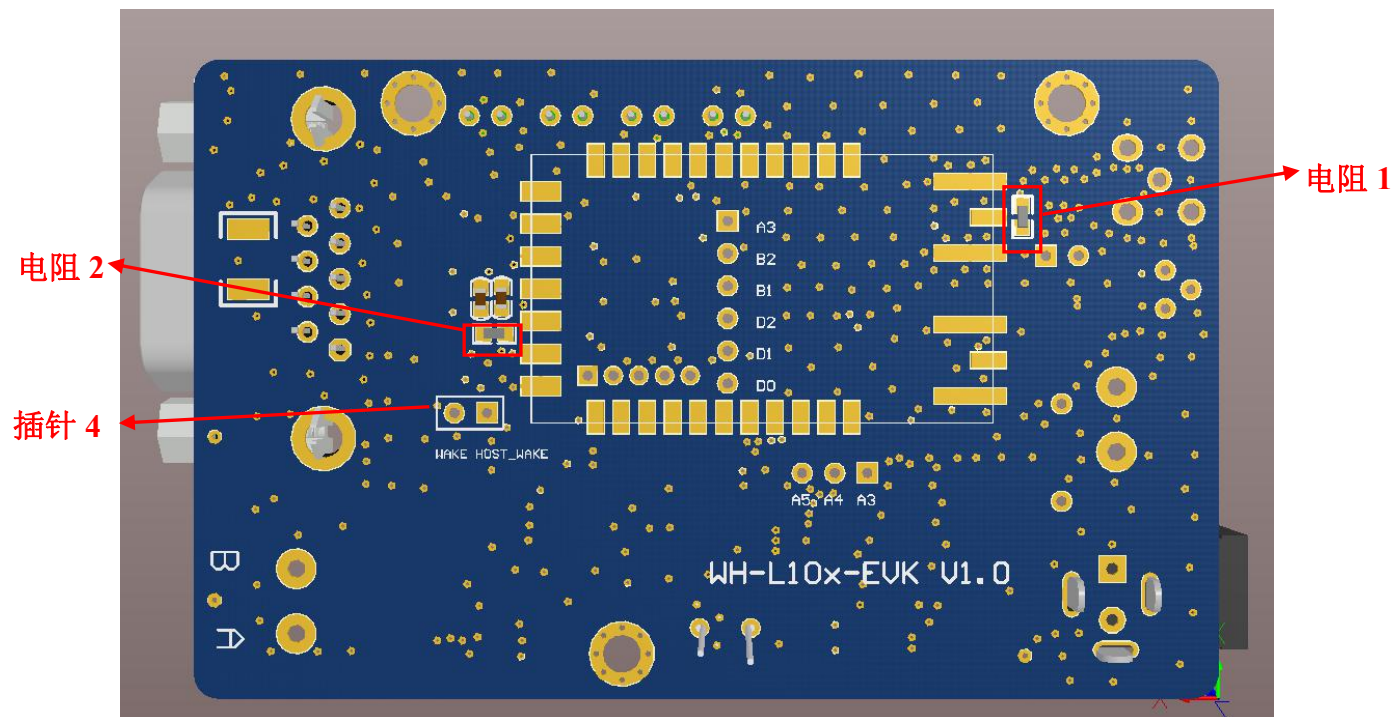 电阻 1
A3
B2
电阻 2
B1
D2
D1
D0
插针 4
WAKE HOST_WAKE
A5 A4 A3
B
WH-L10x-EVK V1.0
A